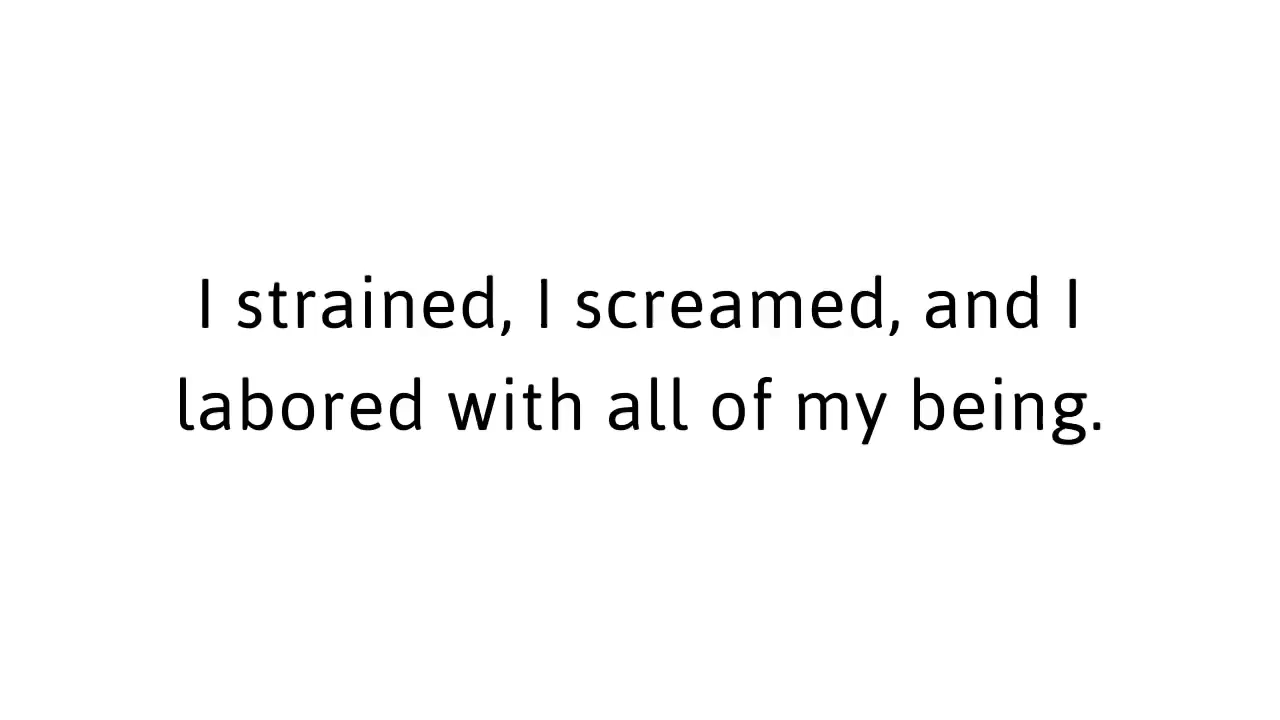 I strained, I screamed, and I
labored with all of my being.